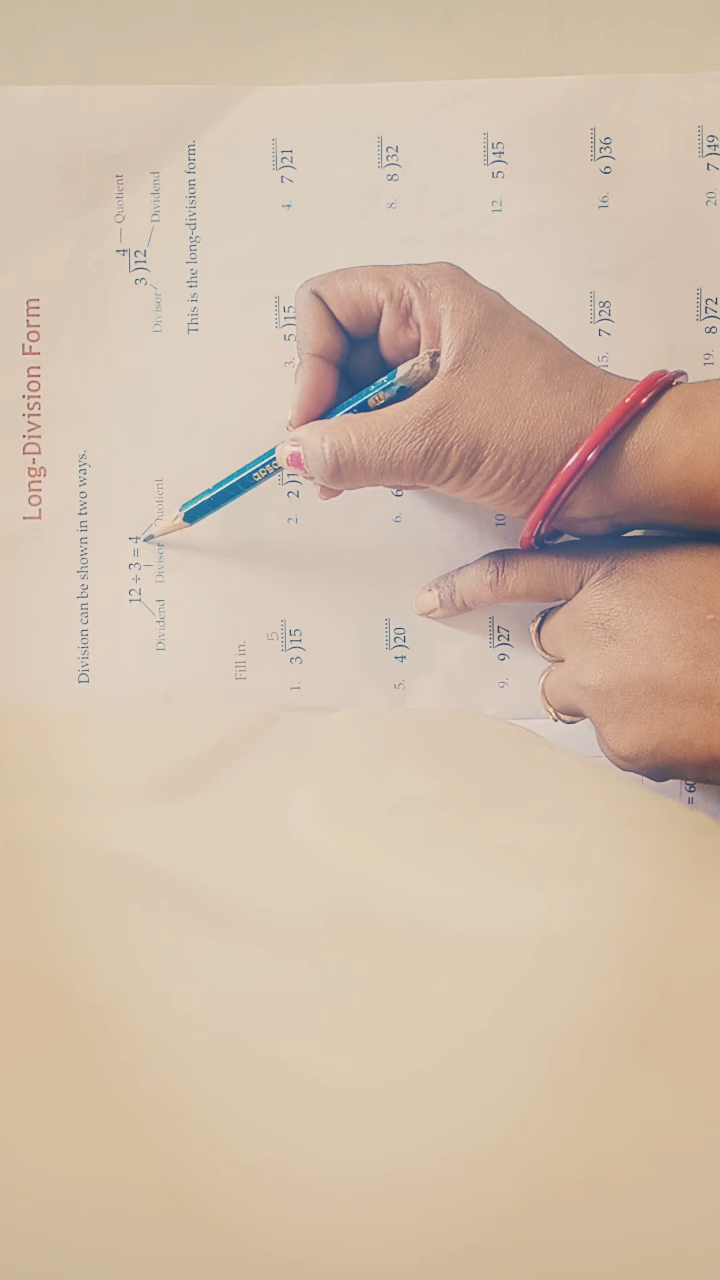 Long-Division Form
Division can be shown in two ways.
12 ÷ 3 = 4
Dividend Divisor Quotient
4 — Quotient
3 )12
Divisor Dividend
This is the long-division form.
Fill in.
1. 5 3 )15 2. 2 )1 3. 5 )15 4. 7 )21
5. 4 )20 6. 6 8. 8 )32
9. 9 )27 10 12. 5 )45
15. 7 )28 16. 6 )36
19. 8 )72 20. 7 )49
= 60
apsa